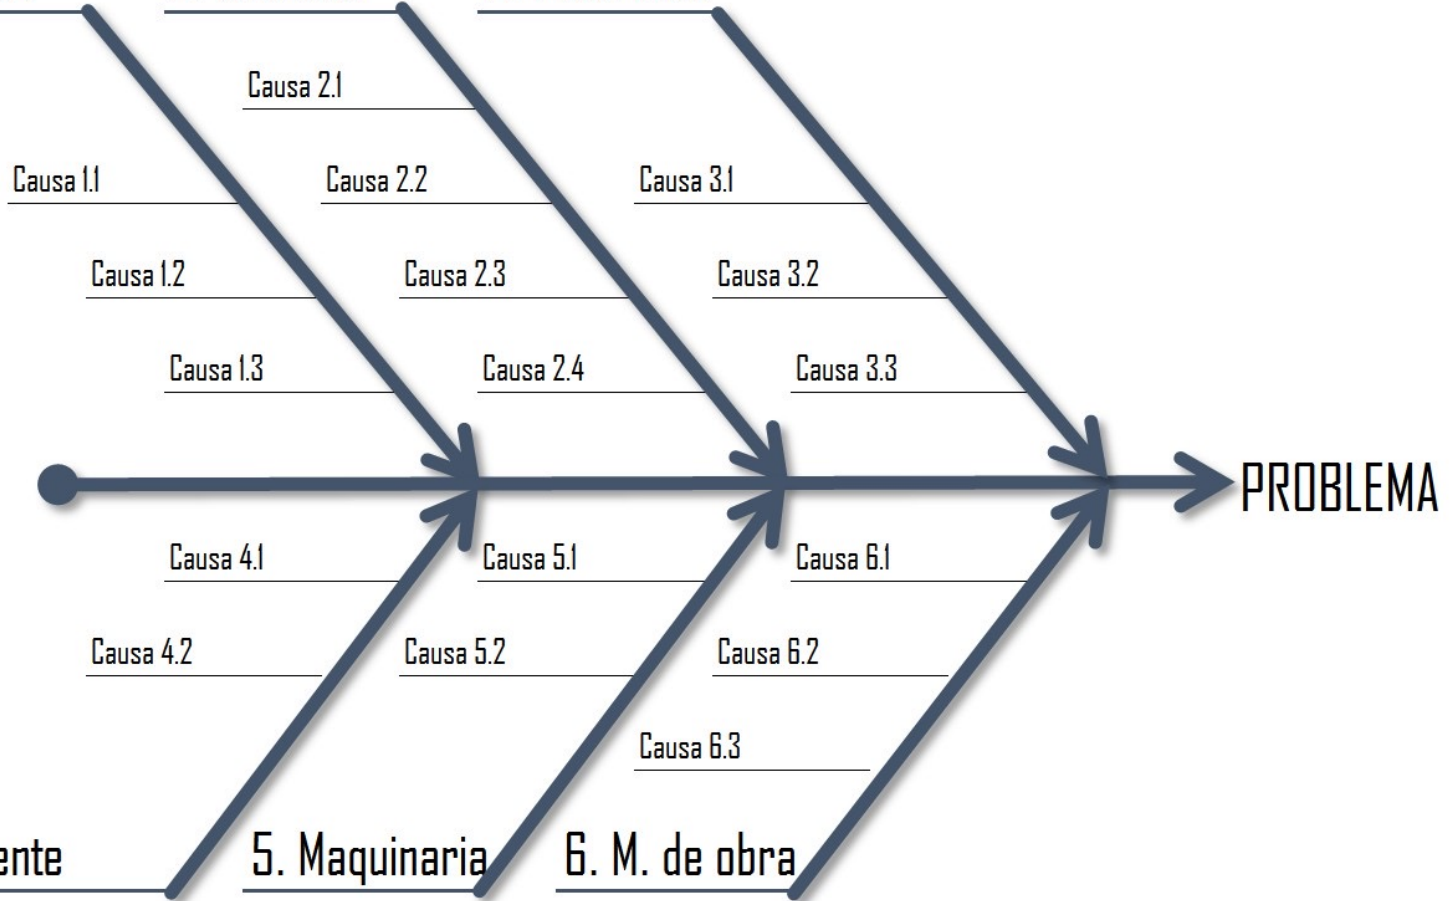 Causa 2.1
Causa 1.1
Causa 2.2
Causa 3.1
Causa 1.2
Causa 2.3
Causa 3.2
Causa 1.3
Causa 2.4
Causa 3.3
PROBLEMA
Causa 4.1
Causa 5.1
Causa 6.1
Causa 4.2
Causa 5.2
Causa 6.2
Causa 6.3
ente
5. Maquinaria
6. M. de obra